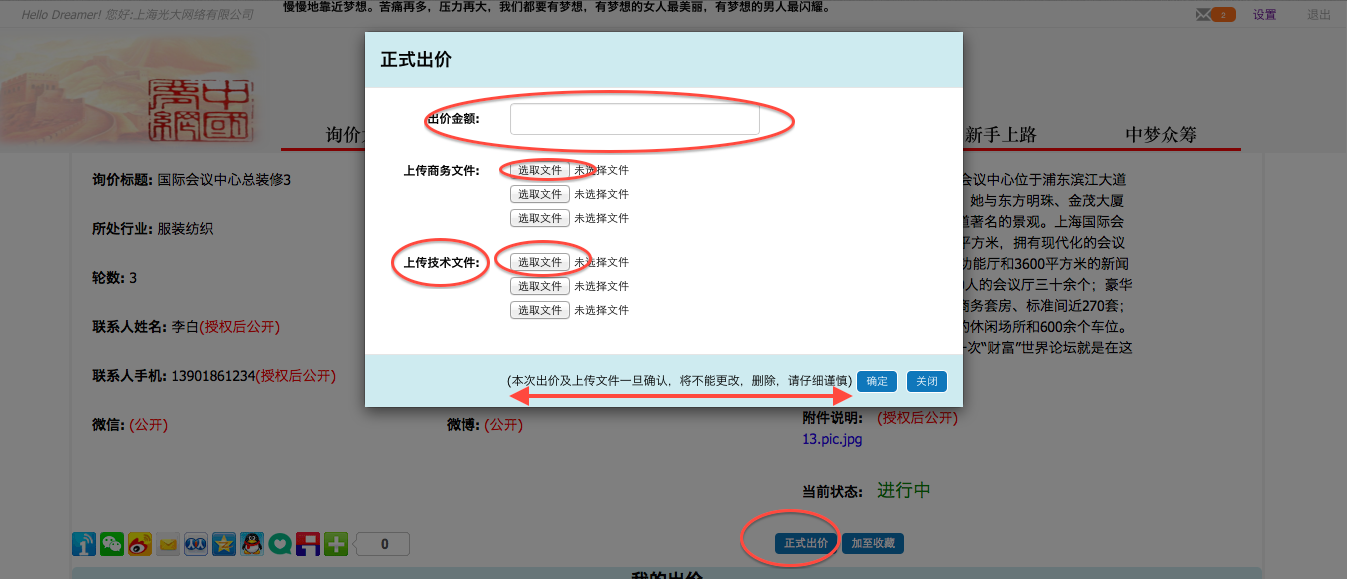 Hello Dreamer! 您好:上海光大网络有限公司
慢慢地靠近梦想。苦痛再多，压力再大，我们都要有梦想，有梦想的女人最美丽，有梦想的男人最闪耀。
2 设置 退出
中國
询价
新手上路
中梦众筹
正式出价
出价金额:
上传商务文件: 选取文件 未选择文件
选取文件 未选择文件
选取文件 未选择文件
上传技术文件: 选取文件 未选择文件
选取文件 未选择文件
选取文件 未选择文件
(本次出价及上传文件一旦确认，将不能更改，删除，请仔细谨慎) 确定 关闭
询价标题: 国际会议中心总装修3
所处行业: 服装纺织
轮数: 3
联系人姓名: 李白(授权后公开)
联系人手机: 13901861234(授权后公开)
微信: (公开)
微博: (公开)
会议中心位于浦东滨江大道
她与东方明珠、金茂大厦
道著名的景观。上海国际会
平方米，拥有现代化的会议
功能厅和3600平方米的新闻
人的会议厅三十余个；豪华
商务套房、标准间近270套；
的休闲场所和600余个车位。
次“财富”世界论坛就是在这
附件说明: (授权后公开)
13.pic.jpg
当前状态: 进行中
0
正式出价 加至收藏
我的出价